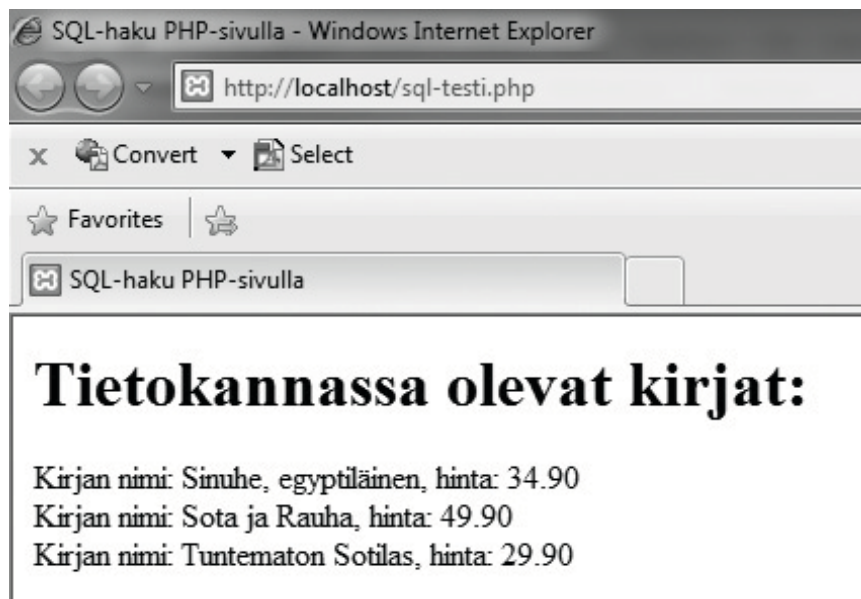 SQL-haku PHP-sivulla - Windows Internet Explorer
http://localhost/sql-testi.php
x Convert Select
Favorites
SQL-haku PHP-sivulla
Tietokannassa olevat kirjat:
Kirjan nimi: Sinuhe, egyptiläinen, hinta: 34.90
Kirjan nimi: Sota ja Rauha, hinta: 49.90
Kirjan nimi: Tuntematon Sotilas, hinta: 29.90